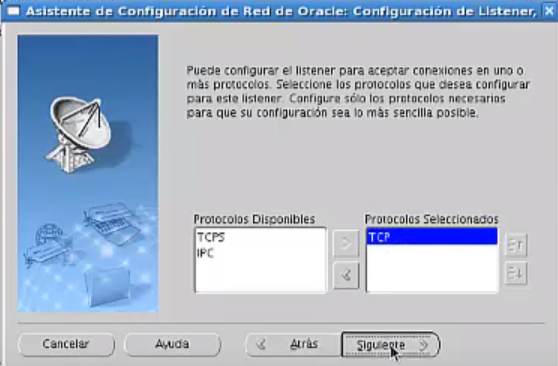 Asistente de Configuración de Red de Oracle: Configuración de Listener,
Puede configurar el listener para aceptar conexiones en uno o
más protocolos. Seleccione los protocolos que desea configurar
para este listener. Configure sólo los protocolos necesarios
para que su configuración sea lo más sencilla posible.
Protocolos Disponibles
Protocolos Seleccionados
TCPS
IPC
TCP
Cancelar
Ayuda
Atrás
Siguiente